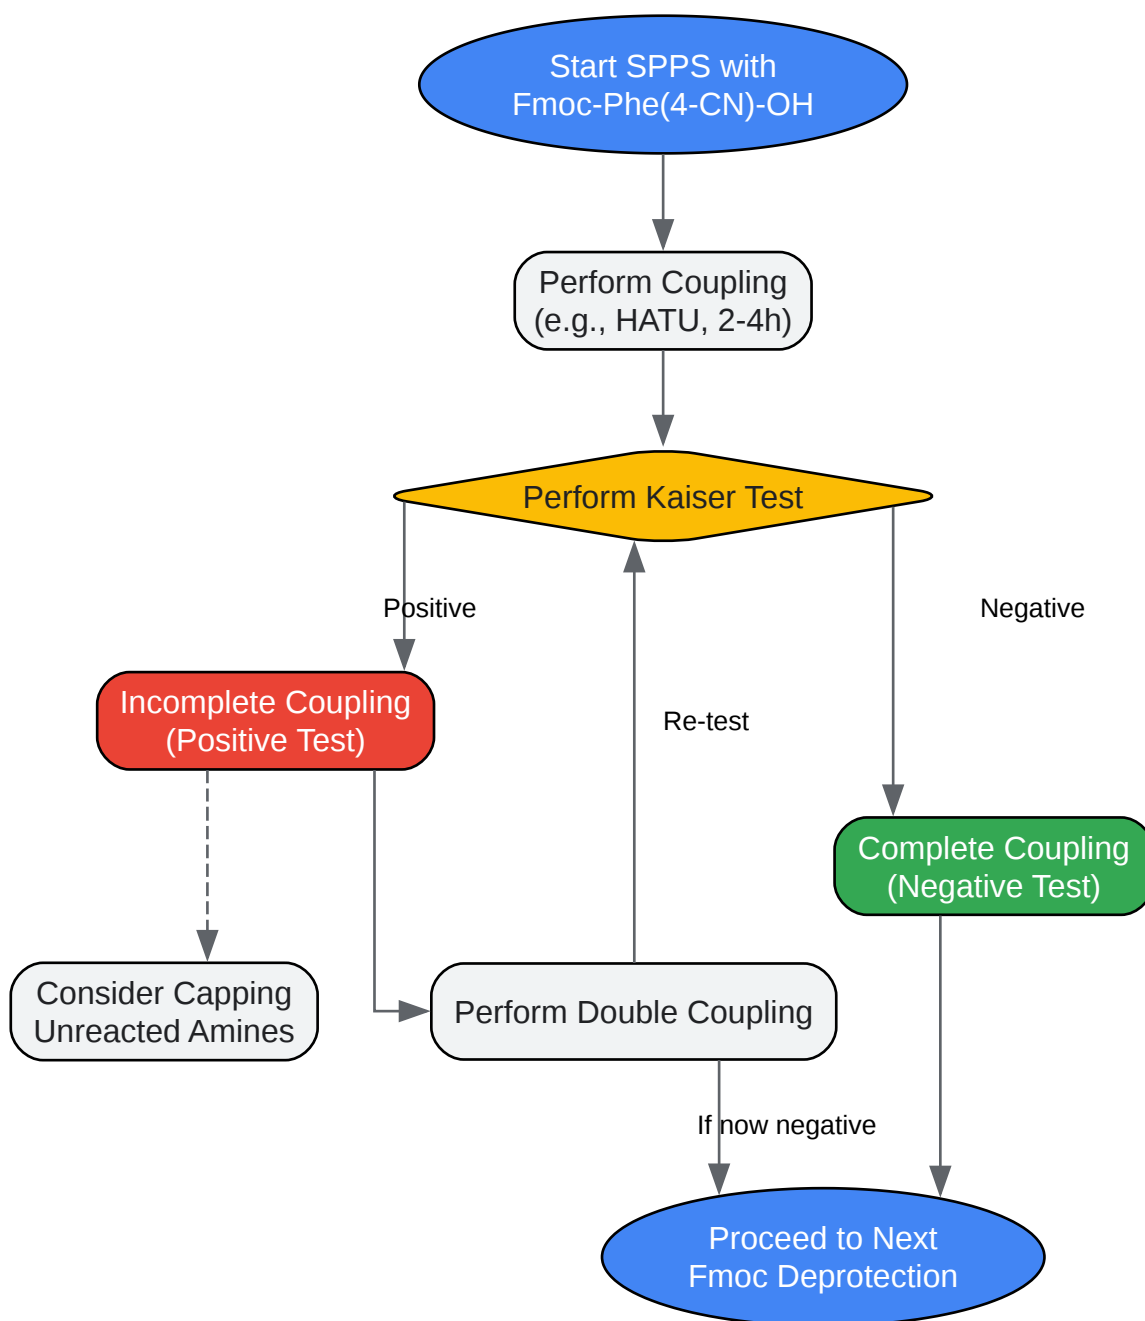 Start SPPS with
Fmoc-Phe(4-CN)-OH
Perform Coupling
(e.g., HATU, 2-4h)
Perform Kaiser Test
Positive
Negative
Incomplete Coupling
(Positive Test)
Re-test
Complete Coupling
(Negative Test)
Consider Capping
Unreacted Amines
Perform Double Coupling
If now negative
Proceed to Next
Fmoc Deprotection